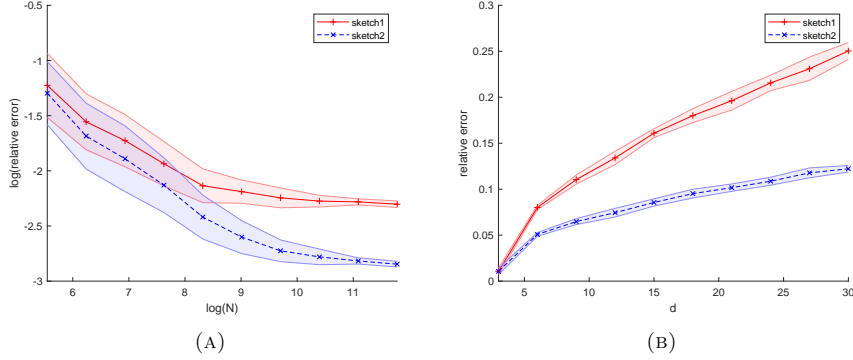 -0.5
-1
-1.5
-2
-2.5
-3
6
7
8
9
10
11
log(N)
log(relative error)
sketch1
sketch2
(A)
0.3
0.25
0.2
0.15
0.1
0.05
0
5
10
15
20
25
30
d
relative error
sketch1
sketch2
(B)